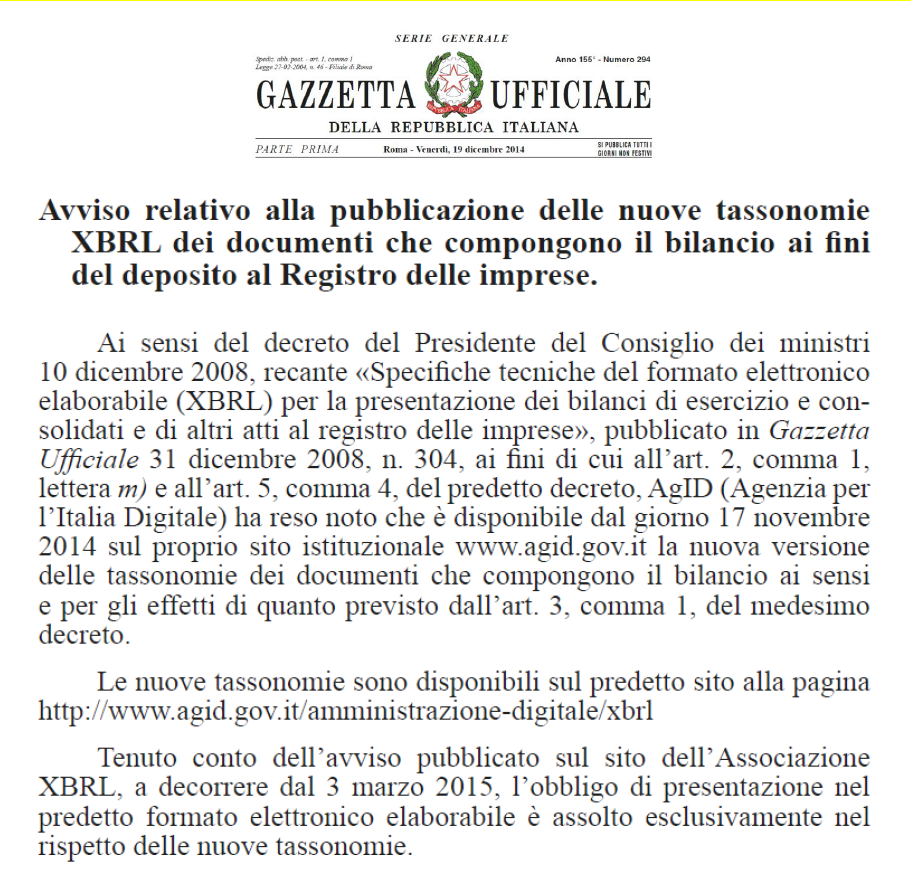 SERIE GENERALE
Spediz. abb. post. - art. 1, comma 1
Legge 27-02-2004, n. 46 - Filiale di Roma
Anno 155° - Numero 294
GAZZETTA UFFICIALE
DELLA REPUBBLICA ITALIANA
PARTE PRIMA
Roma - Venerdì, 19 dicembre 2014
SI PUBBLICA TUTTI I
GIORNI NON FESTIVI
Avviso relativo alla pubblicazione delle nuove tassonomie
XBRL dei documenti che compongono il bilancio ai fini
del deposito al Registro delle imprese.
Ai sensi del decreto del Presidente del Consiglio dei ministri
10 dicembre 2008, recante «Specifiche tecniche del formato elettronico
elaborabile (XBRL) per la presentazione dei bilanci di esercizio e con-
solidati e di altri atti al registro delle imprese», pubblicato in Gazzetta
Ufficiale 31 dicembre 2008, n. 304, ai fini di cui all’art. 2, comma 1,
lettera m) e all’art. 5, comma 4, del predetto decreto, AgID (Agenzia per
l’Italia Digitale) ha reso noto che è disponibile dal giorno 17 novembre
2014 sul proprio sito istituzionale www.agid.gov.it la nuova versione
delle tassonomie dei documenti che compongono il bilancio ai sensi
e per gli effetti di quanto previsto dall’art. 3, comma 1, del medesimo
decreto.
Le nuove tassonomie sono disponibili sul predetto sito alla pagina
http://www.agid.gov.it/amministrazione-digitale/xbrl
Tenuto conto dell’avviso pubblicato sul sito dell’Associazione
XBRL, a decorrere dal 3 marzo 2015, l’obbligo di presentazione nel
predetto formato elettronico elaborabile è assolto esclusivamente nel
rispetto delle nuove tassonomie.